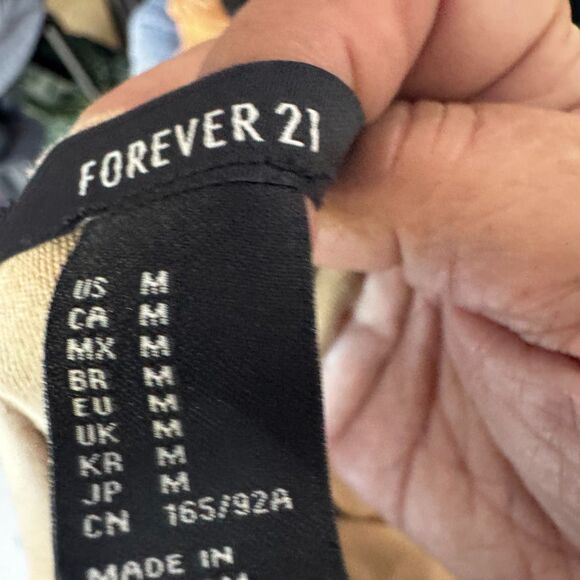 FOREVER 21
US M
CA M
MX M
BR M
EU M
UK M
KR M
JP M
CN 165/92A
MADE IN